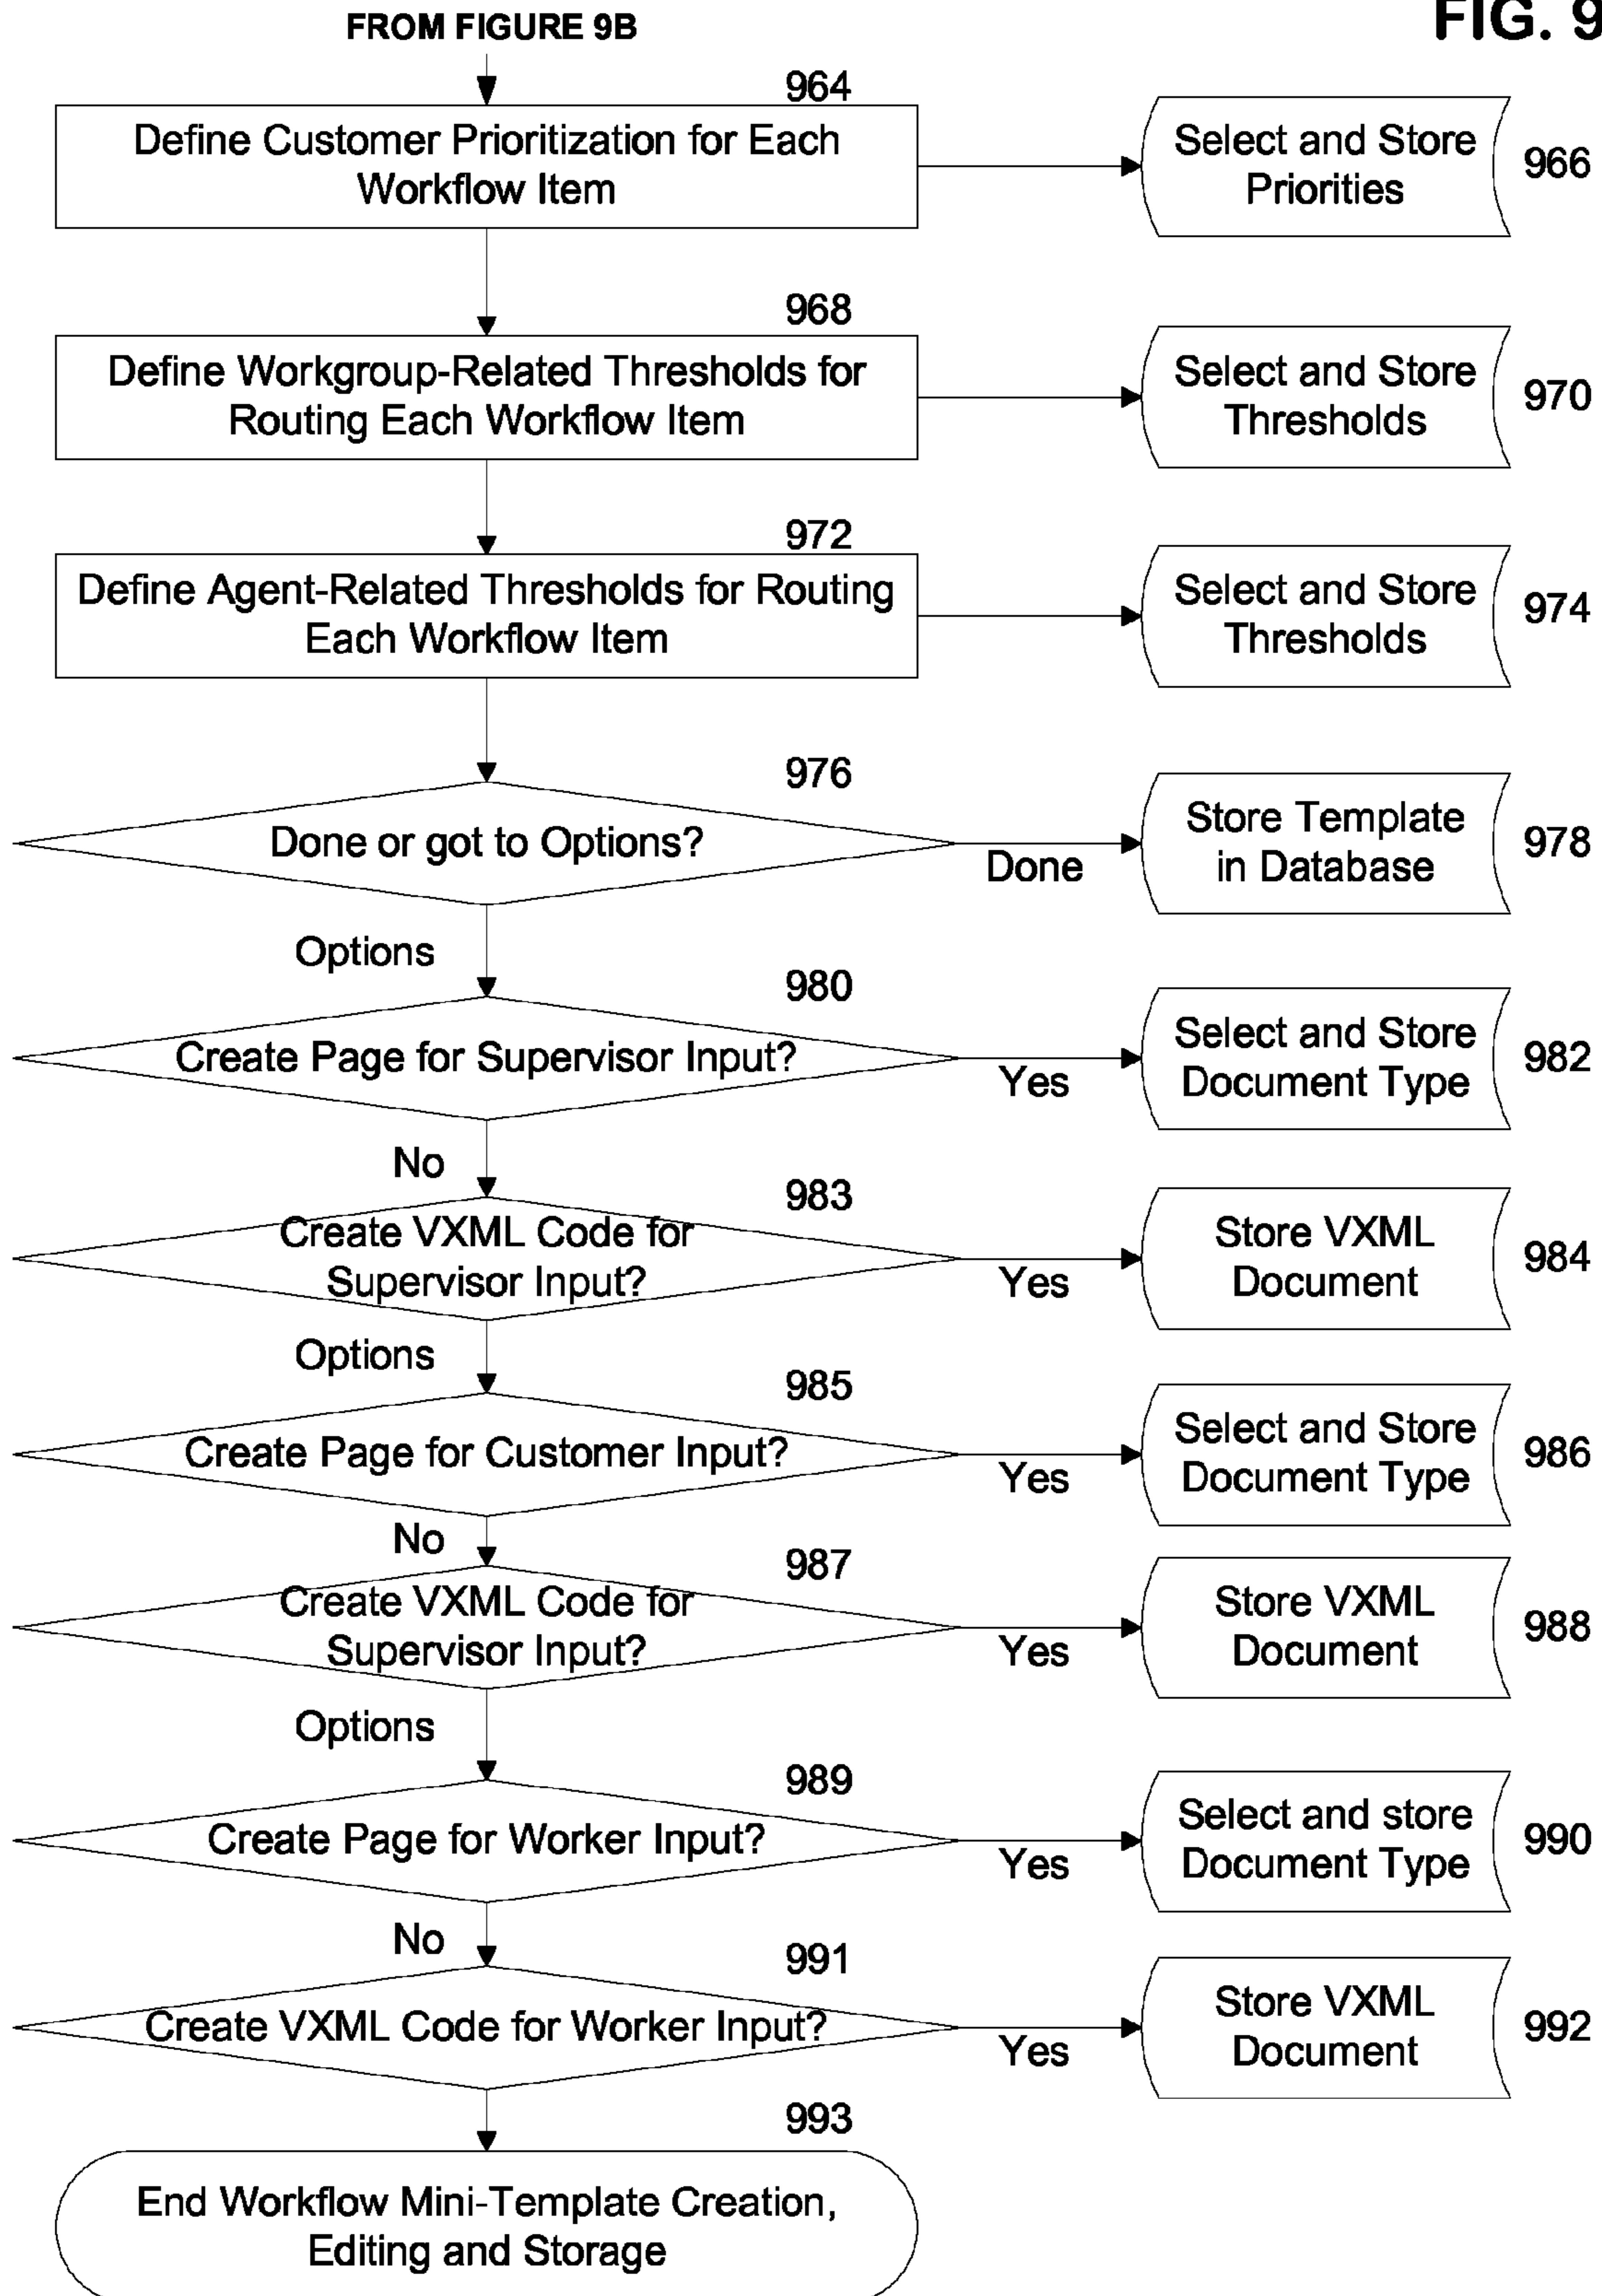 FROM FIGURE 9B
FIG. 9
964
Define Customer Prioritization for Each
Workflow Item
Select and Store
Priorities
966
968
Define Workgroup-Related Thresholds for
Routing Each Workflow Item
Select and Store
Thresholds
970
972
Define Agent-Related Thresholds for Routing
Each Workflow Item
Select and Store
Thresholds
974
976
Done or got to Options?
Done
Store Template
in Database
978
Options
980
Create Page for Supervisor Input?
Yes
Select and Store
Document Type
982
No
983
Create VXML Code for
Supervisor Input?
Yes
Store VXML
Document
984
Options
985
Create Page for Customer Input?
Yes
Select and Store
Document Type
986
No
987
Create VXML Code for
Supervisor Input?
Yes
Store VXML
Document
988
Options
989
Create Page for Worker Input?
Yes
Select and store
Document Type
990
No
991
Create VXML Code for Worker Input?
Yes
Store VXML
Document
992
993
End Workflow Mini-Template Creation,
Editing and Storage